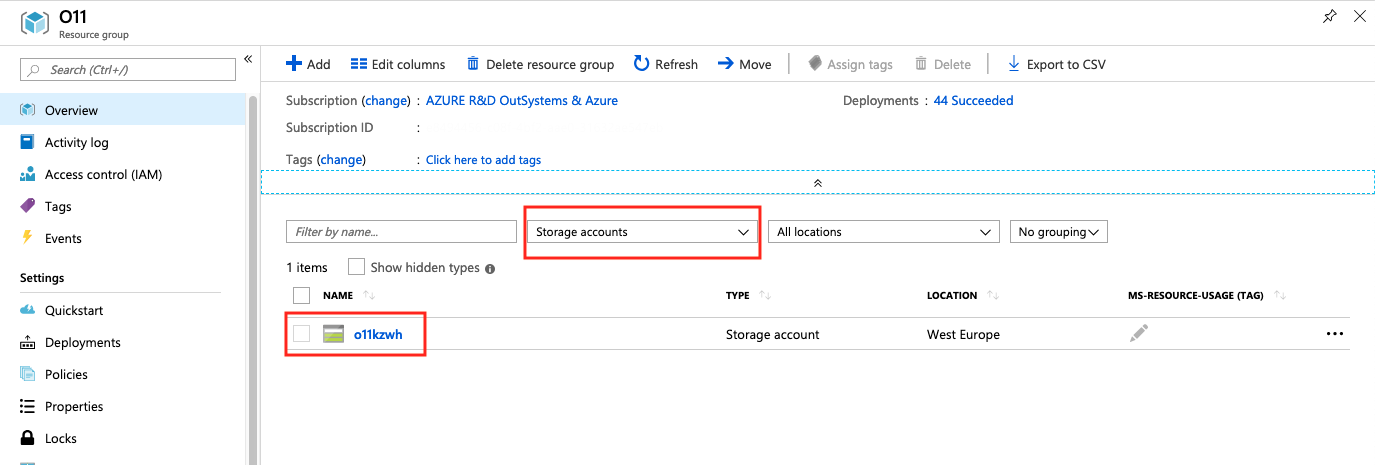 O11
Resource group
Search (Ctrl+/)
Overview
Activity log
Access control (IAM)
Tags
Events
Settings
Quickstart
Deployments
Policies
Properties
Locks
Add Edit columns Delete resource group Refresh Move Assign tags Delete Export to CSV
Subscription (change) : AZURE R&D OutSystems & Azure Deployments : 44 Succeeded
Subscription ID :
Tags (change) : Click here to add tags
Filter by name... Storage accounts All locations No grouping
1 items Show hidden types
NAME TYPE LOCATION MS-RESOURCE-USAGE (TAG)
o11kzwh Storage account West Europe